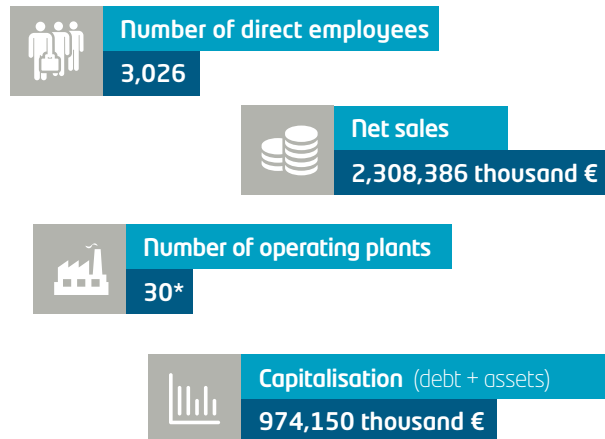 Number of direct employees
3,026
Net sales
2,308,386 thousand €
Number of operating plants
30*
Capitalisation (debt + assets)
974,150 thousand €